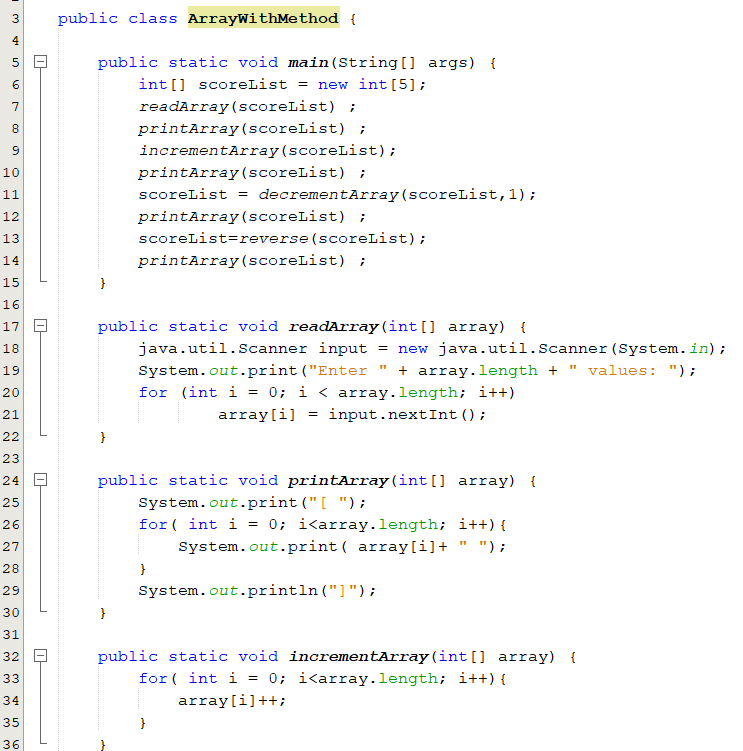 3 public class ArrayWithMethod {
4
5 public static void main(String[] args) {
6 int[] scoreList = new int[5];
7 readArray(scoreList) ;
8 printArray(scoreList) ;
9 incrementArray(scoreList);
10 printArray(scoreList) ;
11 scoreList = decrementArray(scoreList,1);
12 printArray(scoreList) ;
13 scoreList=reverse(scoreList);
14 printArray(scoreList) ;
15 }
16
17 public static void readArray(int[] array) {
18 java.util.Scanner input = new java.util.Scanner(System.in);
19 System.out.print("Enter " + array.length + " values: ");
20 for (int i = 0; i < array.length; i++)
21 array[i] = input.nextInt();
22 }
23
24 public static void printArray(int[] array) {
25 System.out.print("[ ");
26 for( int i = 0; i<array.length; i++){
27 System.out.print( array[i]+ " ");
28 }
29 System.out.println("]");
30 }
31
32 public static void incrementArray(int[] array) {
33 for( int i = 0; i<array.length; i++){
34 array[i]++;
35 }
36 }